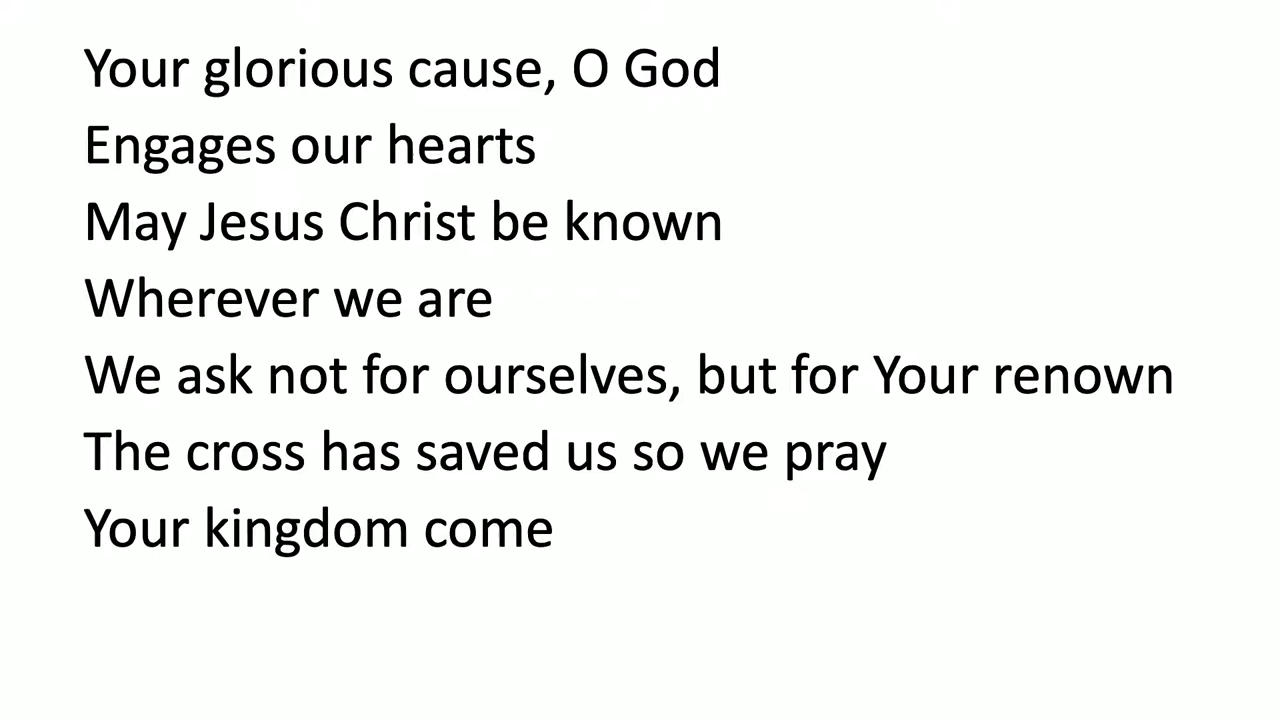 Your glorious cause, O God
Engages our hearts
May Jesus Christ be known
Wherever we are
We ask not for ourselves, but for Your renown
The cross has saved us so we pray
Your kingdom come